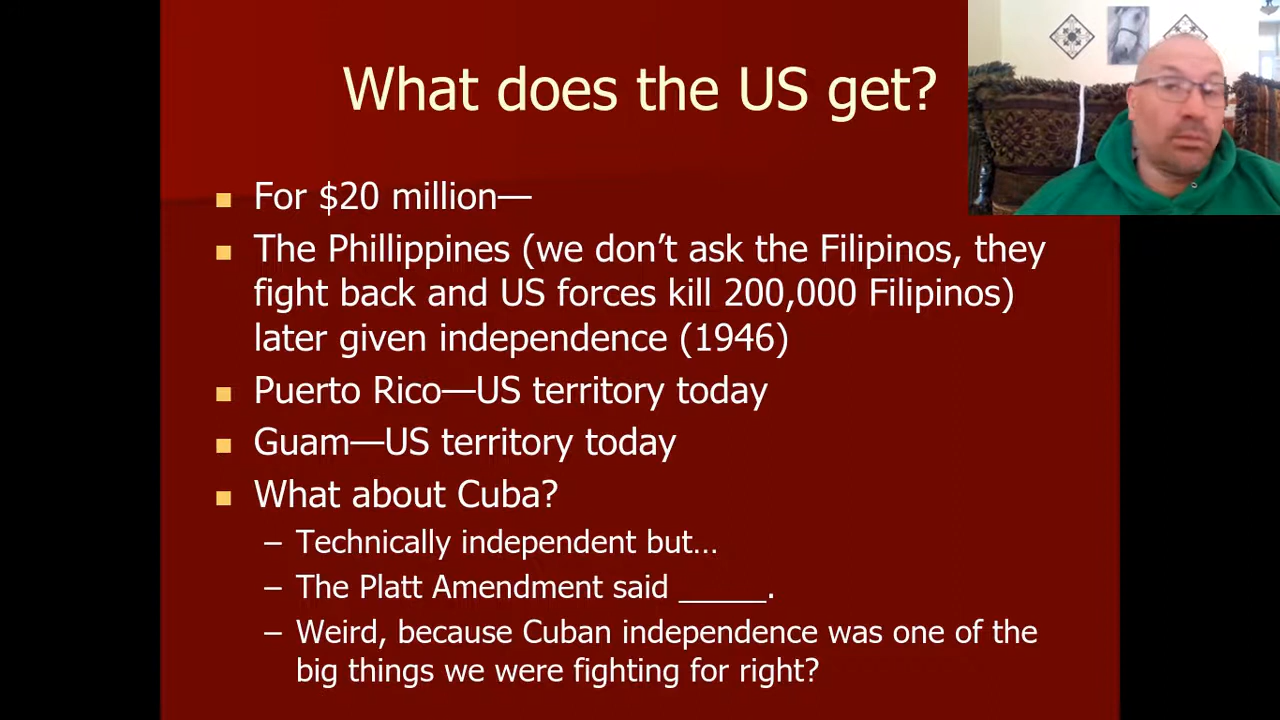 What does the US get?
For $20 million—
The Phillippines (we don’t ask the Filipinos, they
fight back and US forces kill 200,000 Filipinos)
later given independence (1946)
Puerto Rico—US territory today
Guam—US territory today
What about Cuba?
– Technically independent but…
– The Platt Amendment said _____.
– Weird, because Cuban independence was one of the
big things we were fighting for right?